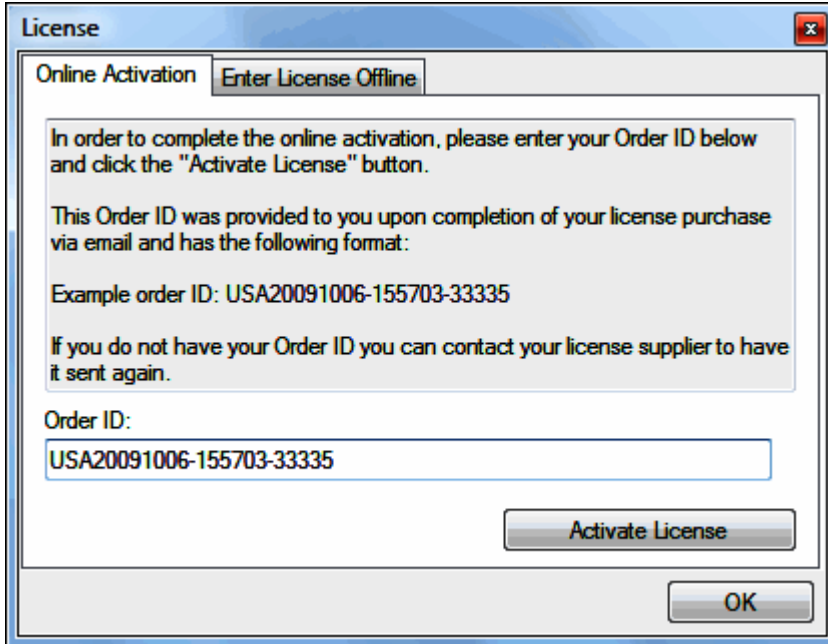 License
Online Activation
Enter License Offline
In order to complete the online activation, please enter your Order ID below
and click the "Activate License" button.
This Order ID was provided to you upon completion of your license purchase
via email and has the following format:
Example order ID: USA20091006-155703-33335
If you do not have your Order ID you can contact your license supplier to have
it sent again.
Order ID:
USA20091006-155703-33335
Activate License
OK